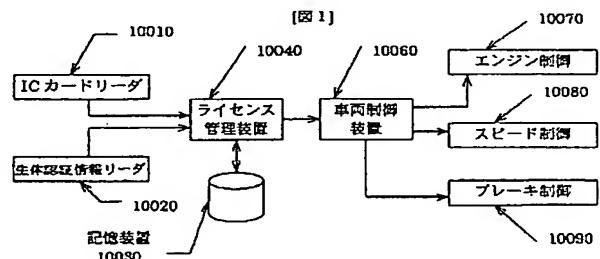 [図1]
10010
10040
10060
10070
ICカードリーダ
ライセンス
管理装置
車両制御
装置
エンジン制御
10080
スピード制御
生体認証情報リーダ
10020
記憶装置
10030
ブレーキ制御
10090